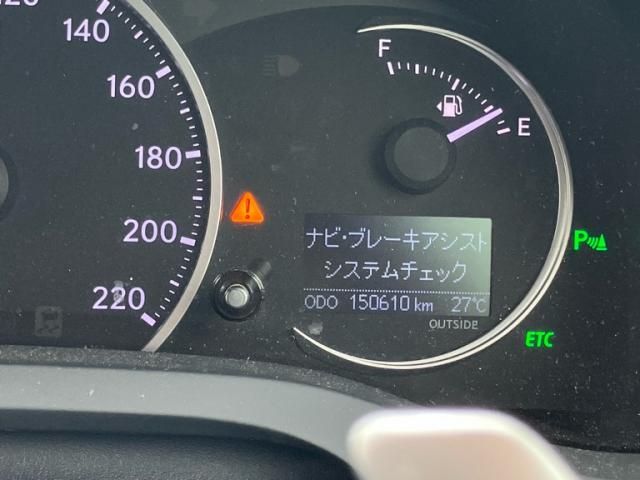 120
140
160
180
200
220
F
E
ナビ・ブレーキアシスト
システムチェック
ODO 150610 km 27℃
OUTSIDE
P
ETC